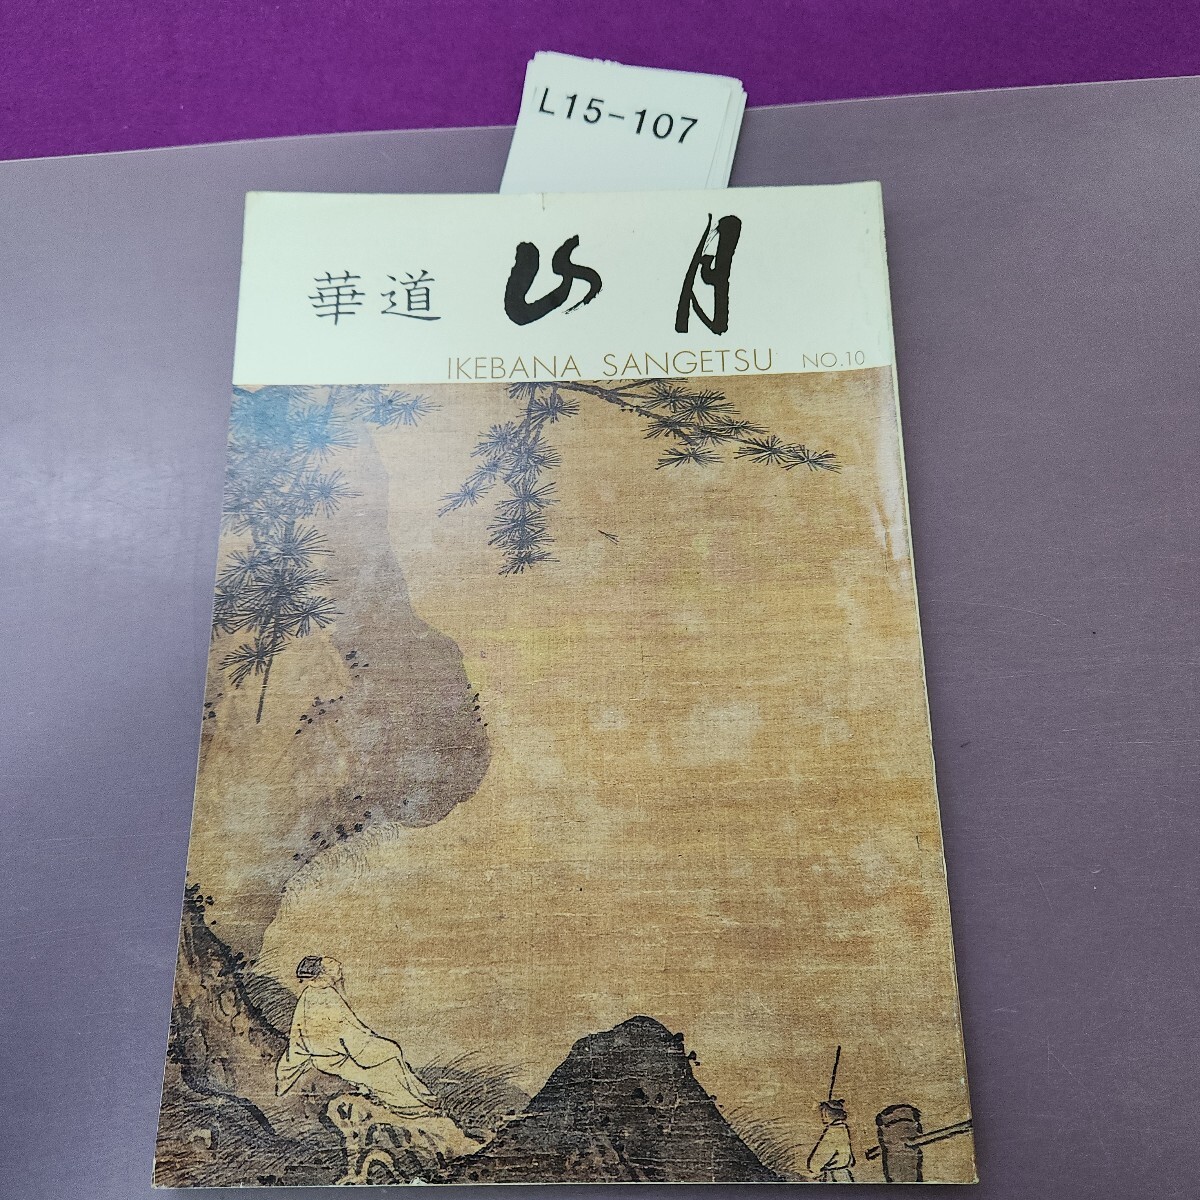 L15-107
華道 山月
IKEBANA SANGETSU NO.10